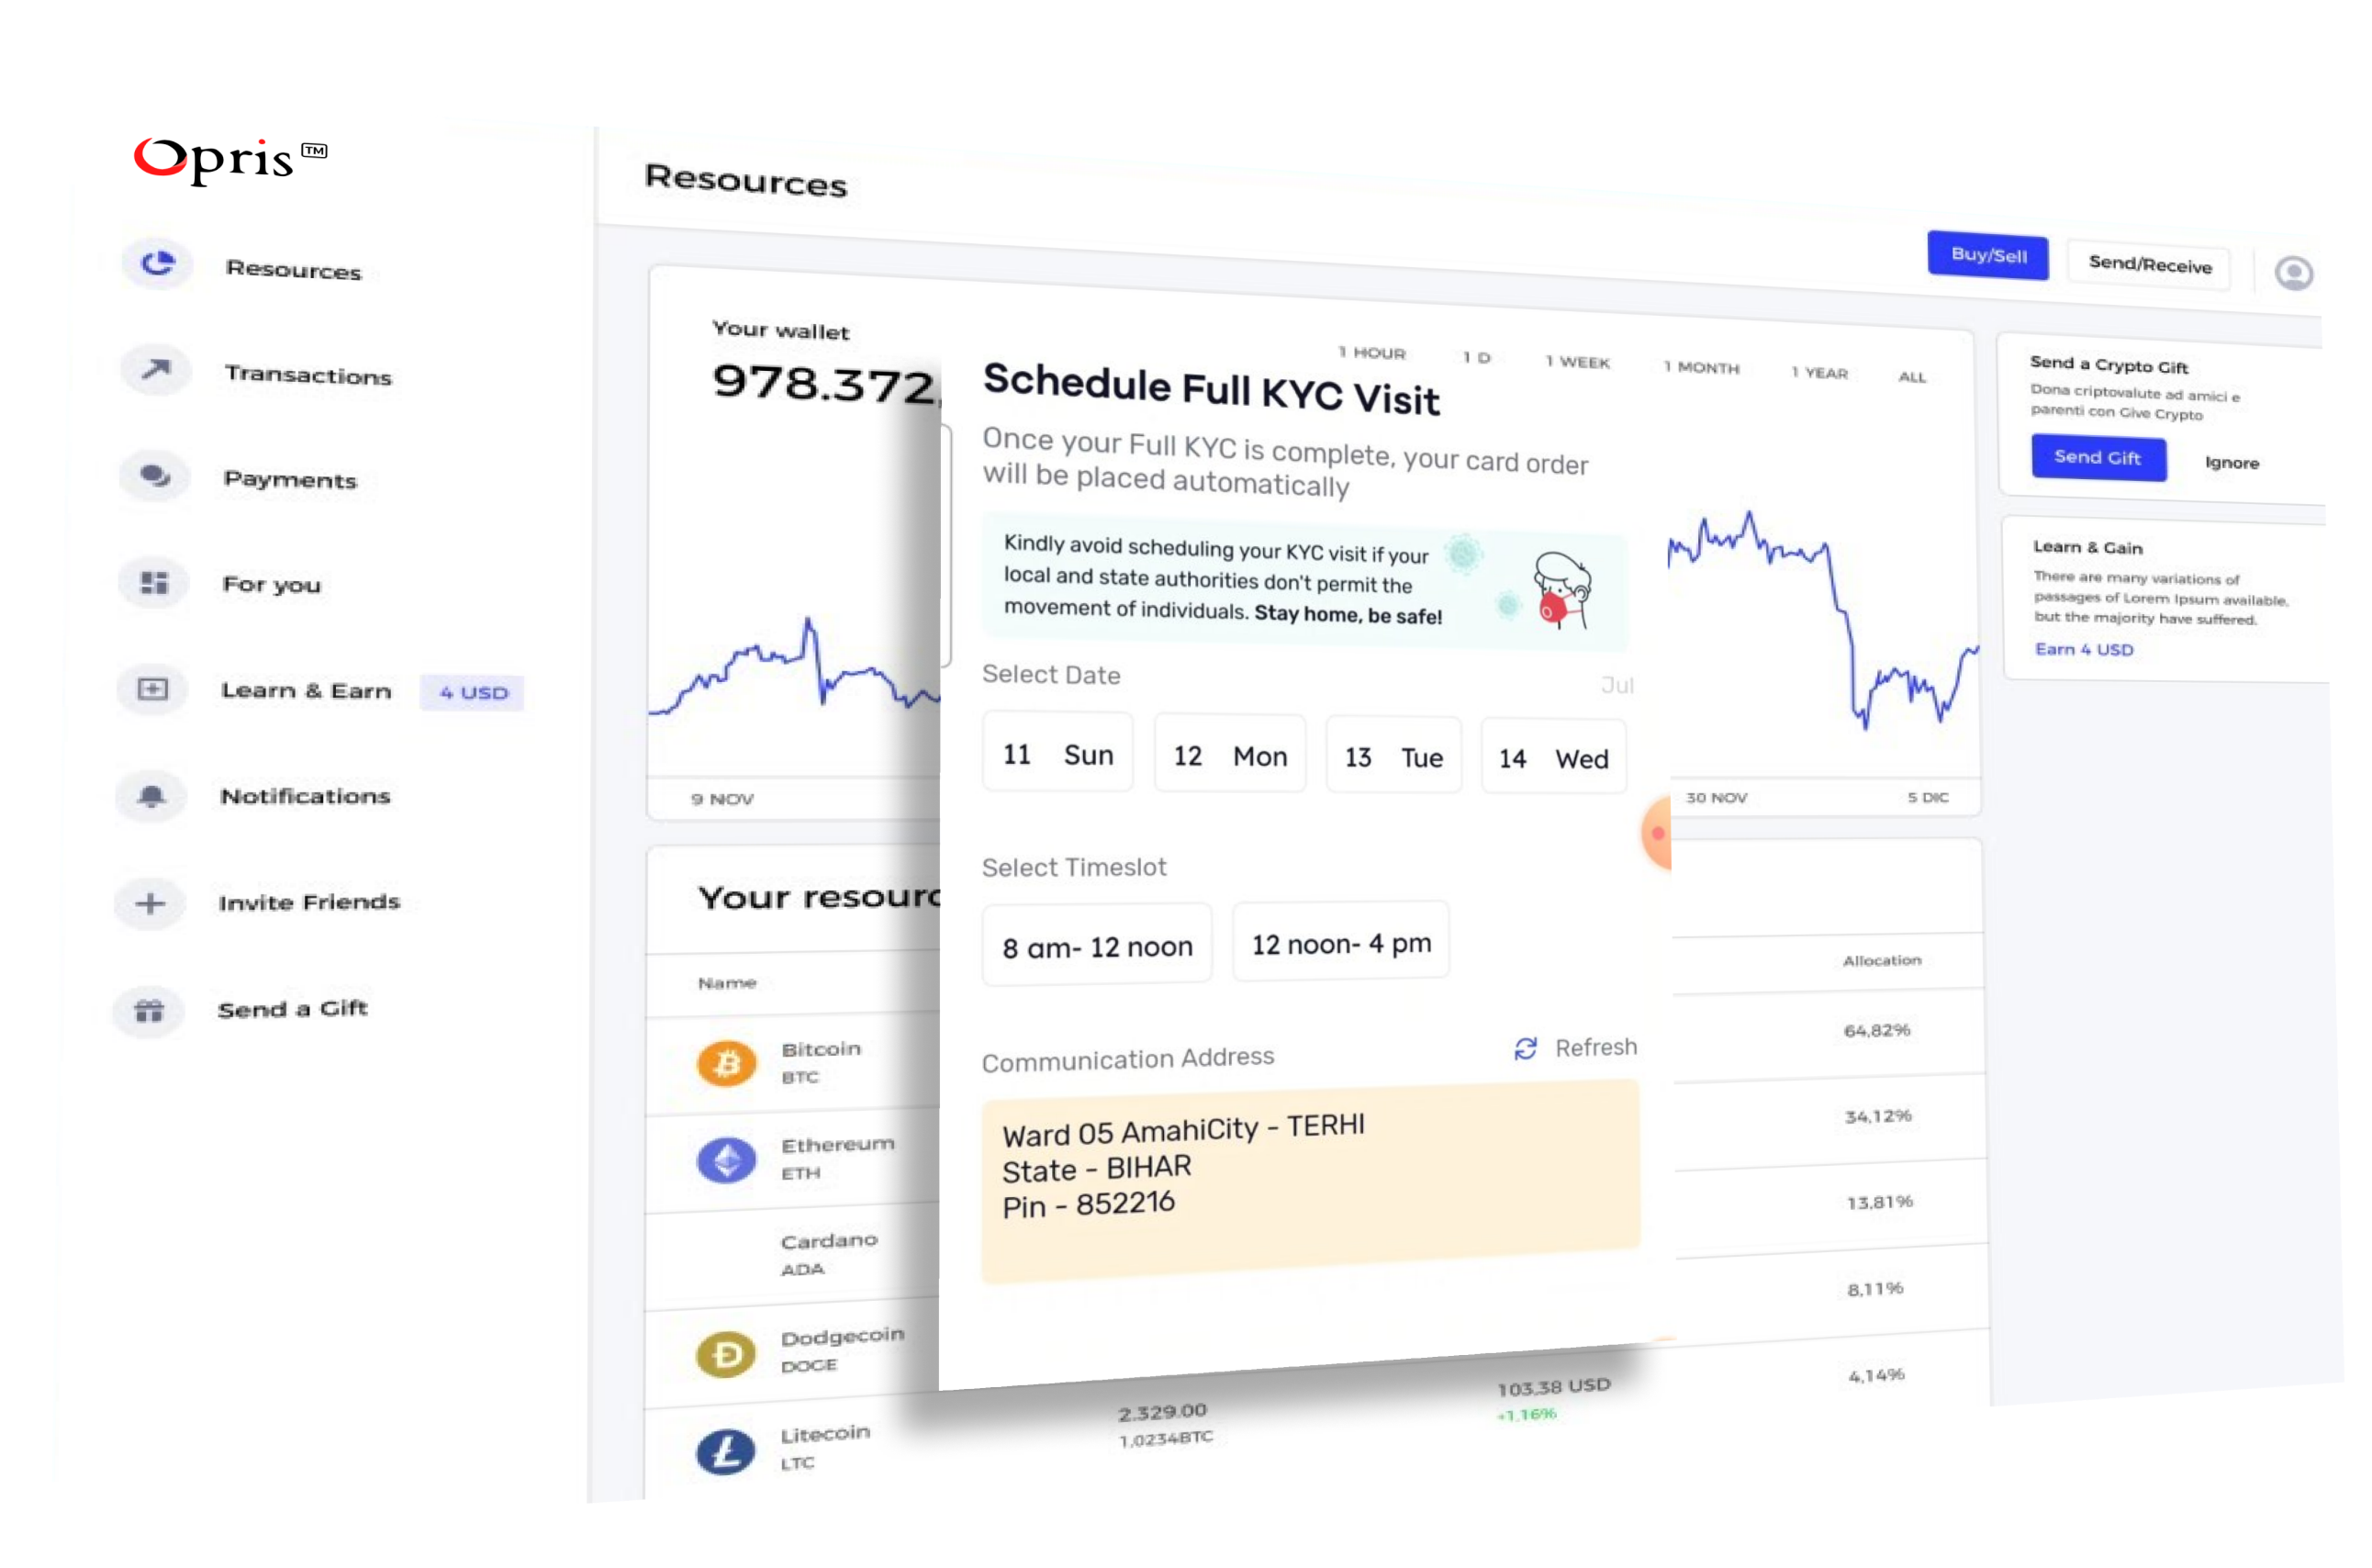 Opris™
Resources
Transactions
Payments
For you
Learn & Earn 4 USD
Notifications
Invite Friends
Send a Gift
Resources
Buy/Sell Send/Receive
Your wallet
978.372,
1 HOUR 1 D 1 WEEK 1 MONTH 1 YEAR ALL
9 NOV
30 NOV 5 DIC
Schedule Full KYC Visit
Once your Full KYC is complete, your card order
will be placed automatically
Kindly avoid scheduling your KYC visit if your
local and state authorities don't permit the
movement of individuals. Stay home, be safe!
Select Date Jul
11 Sun 12 Mon 13 Tue 14 Wed
Select Timeslot
8 am- 12 noon 12 noon- 4 pm
Communication Address Refresh
Ward 05 AmahiCity - TERHI
State - BIHAR
Pin - 852216
Your resourc
Name Allocation
Bitcoin
BTC
64,82%
Ethereum
ETH
34,12%
Cardano
ADA
13,81%
Dodgecoin
DOGE
8,11%
Litecoin
LTC
2.329.00
1,0234BTC
103,38 USD
+1,16%
4,14%
Send a Crypto Gift
Dona criptovalute ad amici e
parenti con Give Crypto
Send Gift Ignore
Learn & Gain
There are many variations of
passages of Lorem Ipsum available,
but the majority have suffered.
Earn 4 USD